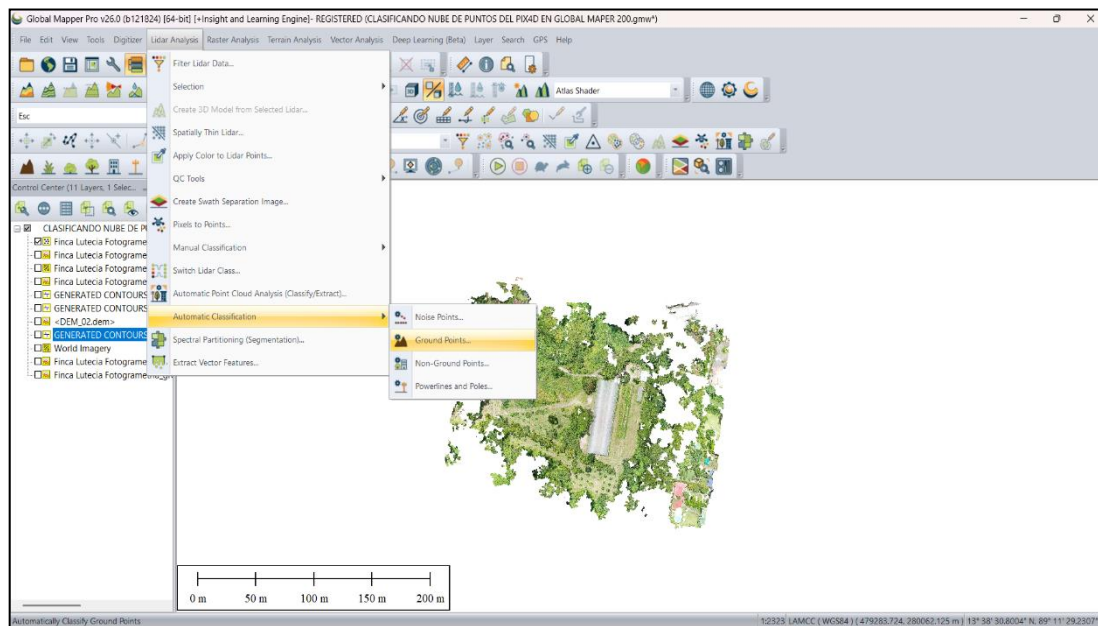 Global Mapper Pro v26.0 (b121824) [64-bit] [+Insight and Learning Engine]- REGISTERED (CLASIFICANDO NUBE DE PUNTOS DEL PIX4D EN GLOBAL MAPER 200.gmw*)
File Edit View Tools Digitizer Lidar Analysis Raster Analysis Terrain Analysis Vector Analysis Deep Learning (Beta) Layer Search GPS Help
Filter Lidar Data...
Selection
Create 3D Model from Selected Lidar...
Atlas Shader
Esc
Spatially Thin Lidar...
Apply Color to Lidar Points...
QC Tools
Control Center (11 Layers, 1 Selec...
Create Swath Separation Image...
Pixels to Points...
CLASIFICANDO NUBE DE P
Finca Lutecia Fotograme
Manual Classification
Finca Lutecia Fotograme
Finca Lutecia Fotograme
Switch Lidar Class...
Finca Lutecia Fotograme
GENERATED CONTOURS
Automatic Point Cloud Analysis (Classify/Extract)...
GENERATED CONTOURS
<DEM_02.dem>
Automatic Classification
Noise Points...
GENERATED CONTOURS
Spectral Partitioning (Segmentation)...
Ground Points...
World Imagery
Finca Lutecia Fotograme
Extract Vector Features...
Non-Ground Points...
Finca Lutecia Fotogrametria_gr
Powerlines and Poles...
0 m 50 m 100 m 150 m 200 m
Automatically Classify Ground Points
1:2323 LAMCC ( WGS84 ) ( 479283.724, 280062.125 m ) 13° 38' 30.8004" N, 89° 11' 29.2307"